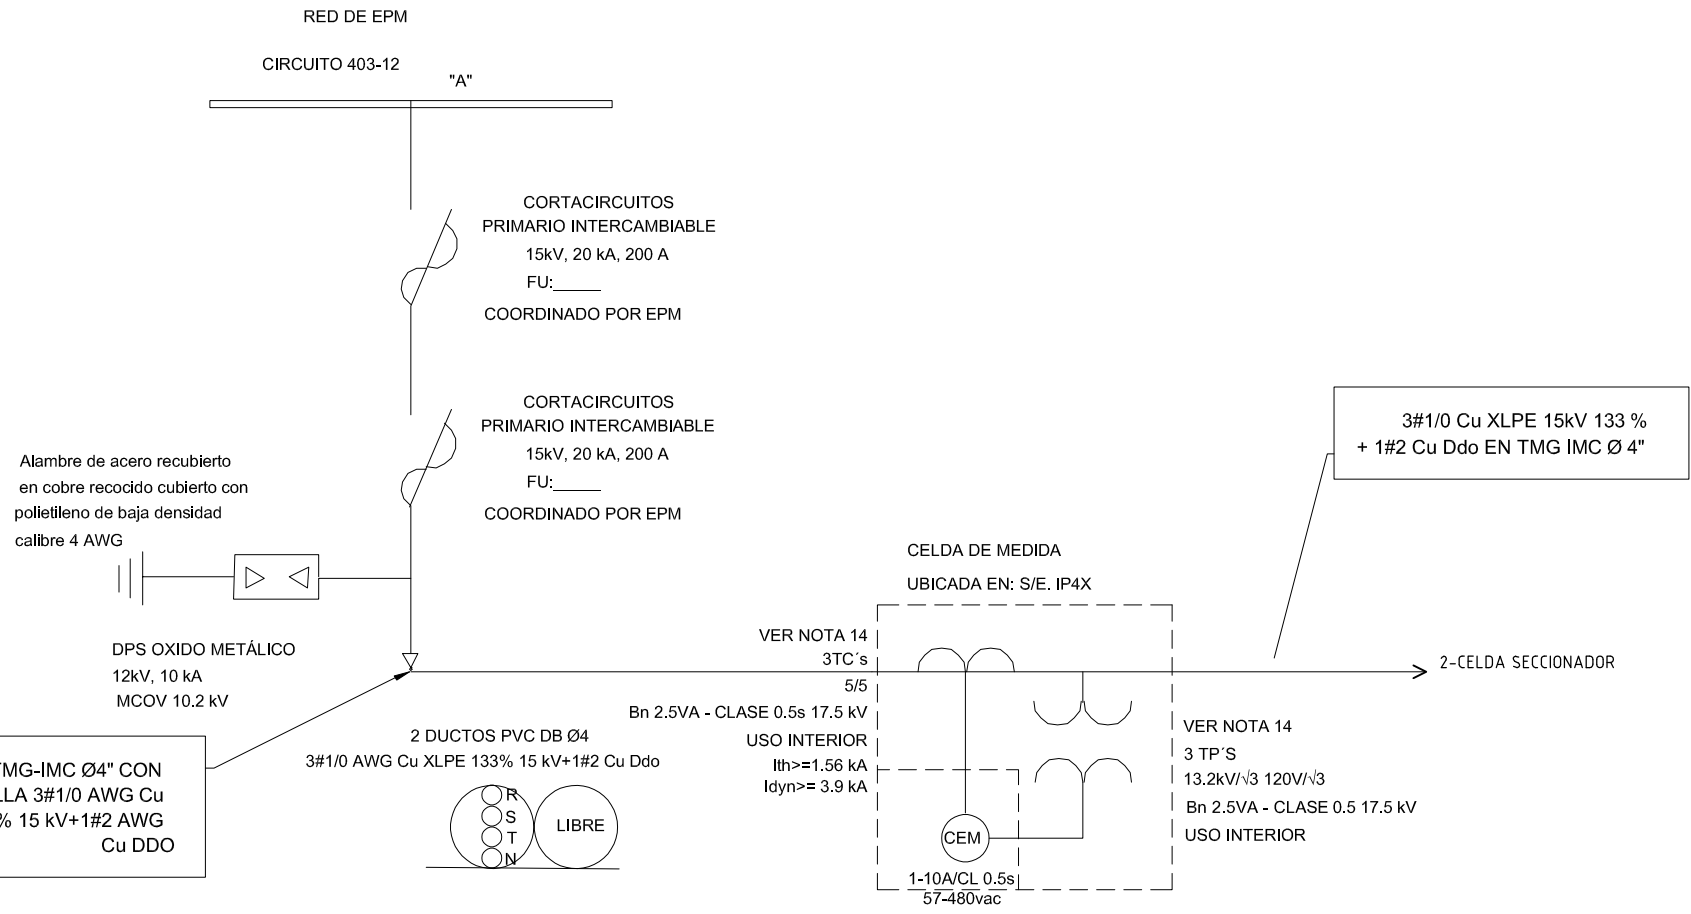 RED DE EPM
CIRCUITO 403-12
"A"
CORTACIRCUITOS
PRIMARIO INTERCAMBIABLE
15kV, 20 kA, 200 A
FU:_____
COORDINADO POR EPM
CORTACIRCUITOS
PRIMARIO INTERCAMBIABLE
15kV, 20 kA, 200 A
FU:_____
COORDINADO POR EPM
3#1/0 Cu XLPE 15kV 133 %
+ 1#2 Cu Ddo EN TMG IMC Ø 4"
Alambre de acero recubierto
en cobre recocido cubierto con
polietileno de baja densidad
calibre 4 AWG
DPS OXIDO METÁLICO
12kV, 10 kA
MCOV 10.2 kV
CELDA DE MEDIDA
UBICADA EN: S/E. IP4X
VER NOTA 14
3TC´s
5/5
Bn 2.5VA - CLASE 0.5s 17.5 kV
USO INTERIOR
Ith>=1.56 kA
Idyn>= 3.9 kA
2-CELDA SECCIONADOR
VER NOTA 14
3 TP´S
13.2kV/√3 120V/√3
Bn 2.5VA - CLASE 0.5 17.5 kV
USO INTERIOR
2 DUCTOS PVC DB Ø4
3#1/0 AWG Cu XLPE 133% 15 kV+1#2 Cu Ddo
R
S
T
N
LIBRE
TMG-IMC Ø4" CON
LLA 3#1/0 AWG Cu
% 15 kV+1#2 AWG
Cu DDO
CEM
1-10A/CL 0.5s
57-480vac